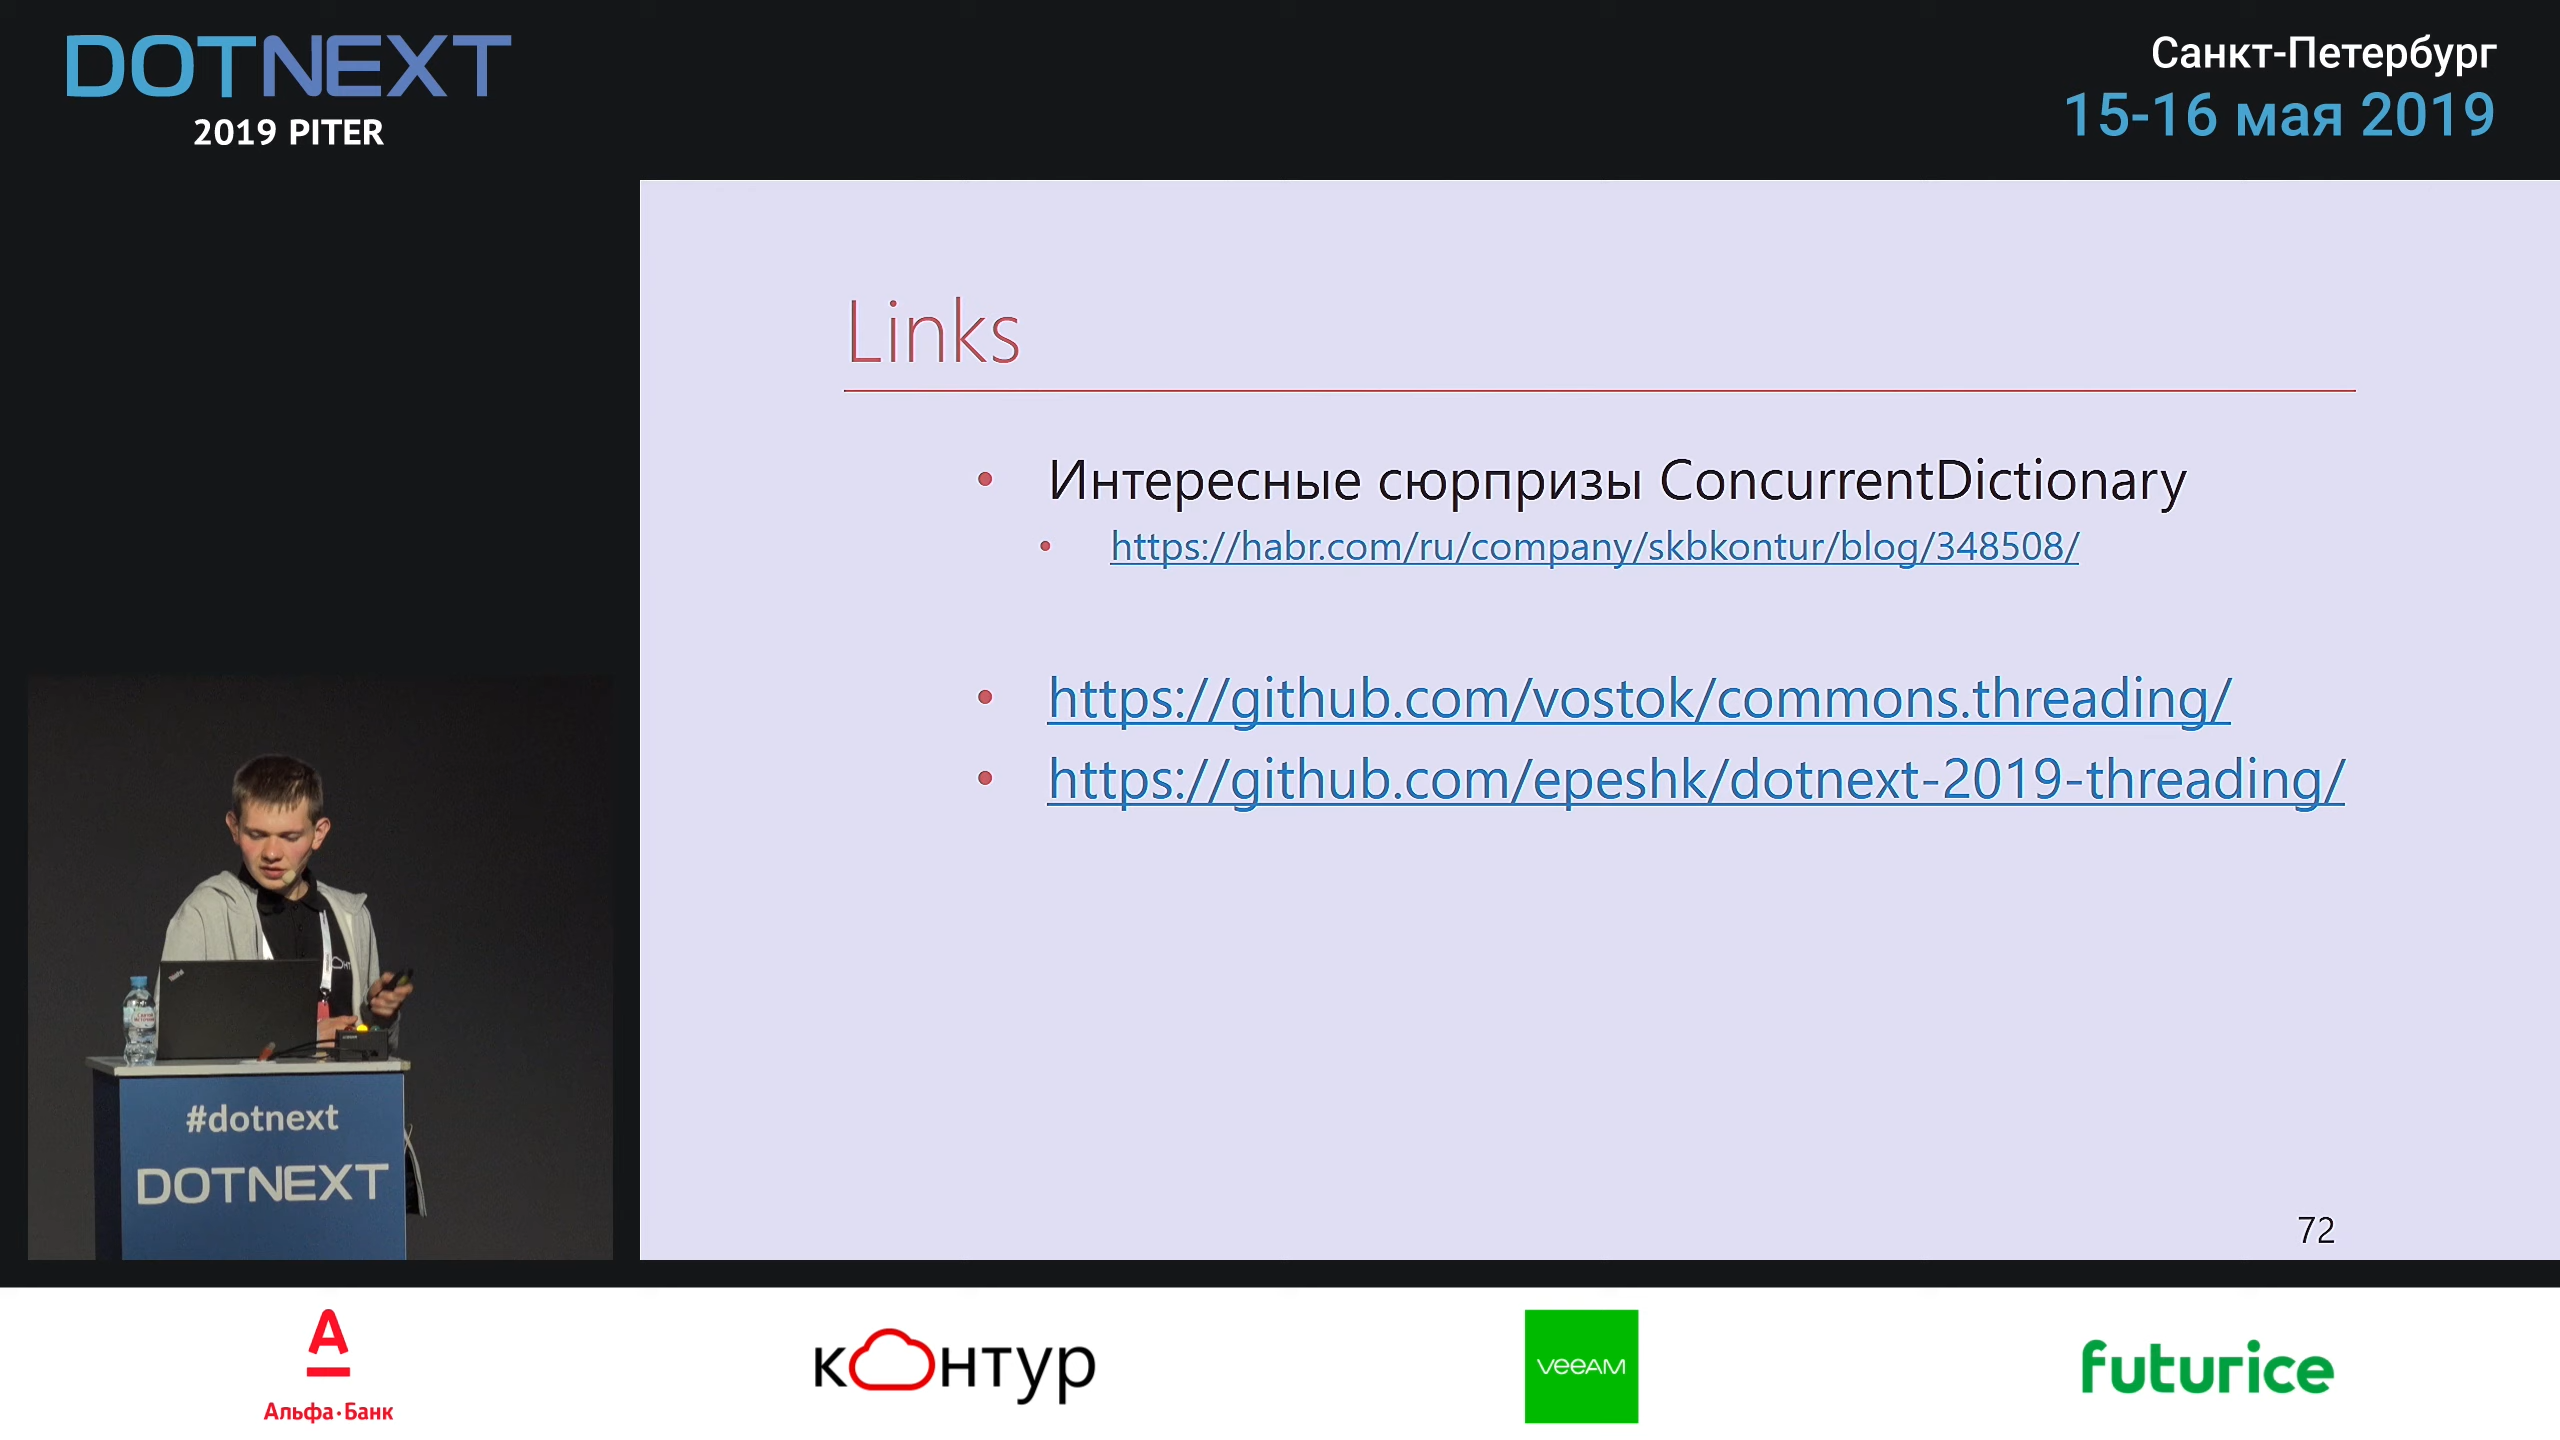 DOTNEXT
2019 PITER
Санкт-Петербург
15-16 мая 2019
Links
Интересные сюрпризы ConcurrentDictionary
https://habr.com/ru/company/skbkontur/blog/348508/
https://github.com/vostok/commons.threading/
https://github.com/epeshk/dotnext-2019-threading/
72
ThinkPad
#dotnext
DOTNEXT
А
Альфа·Банк
контур
veeAM
futurice